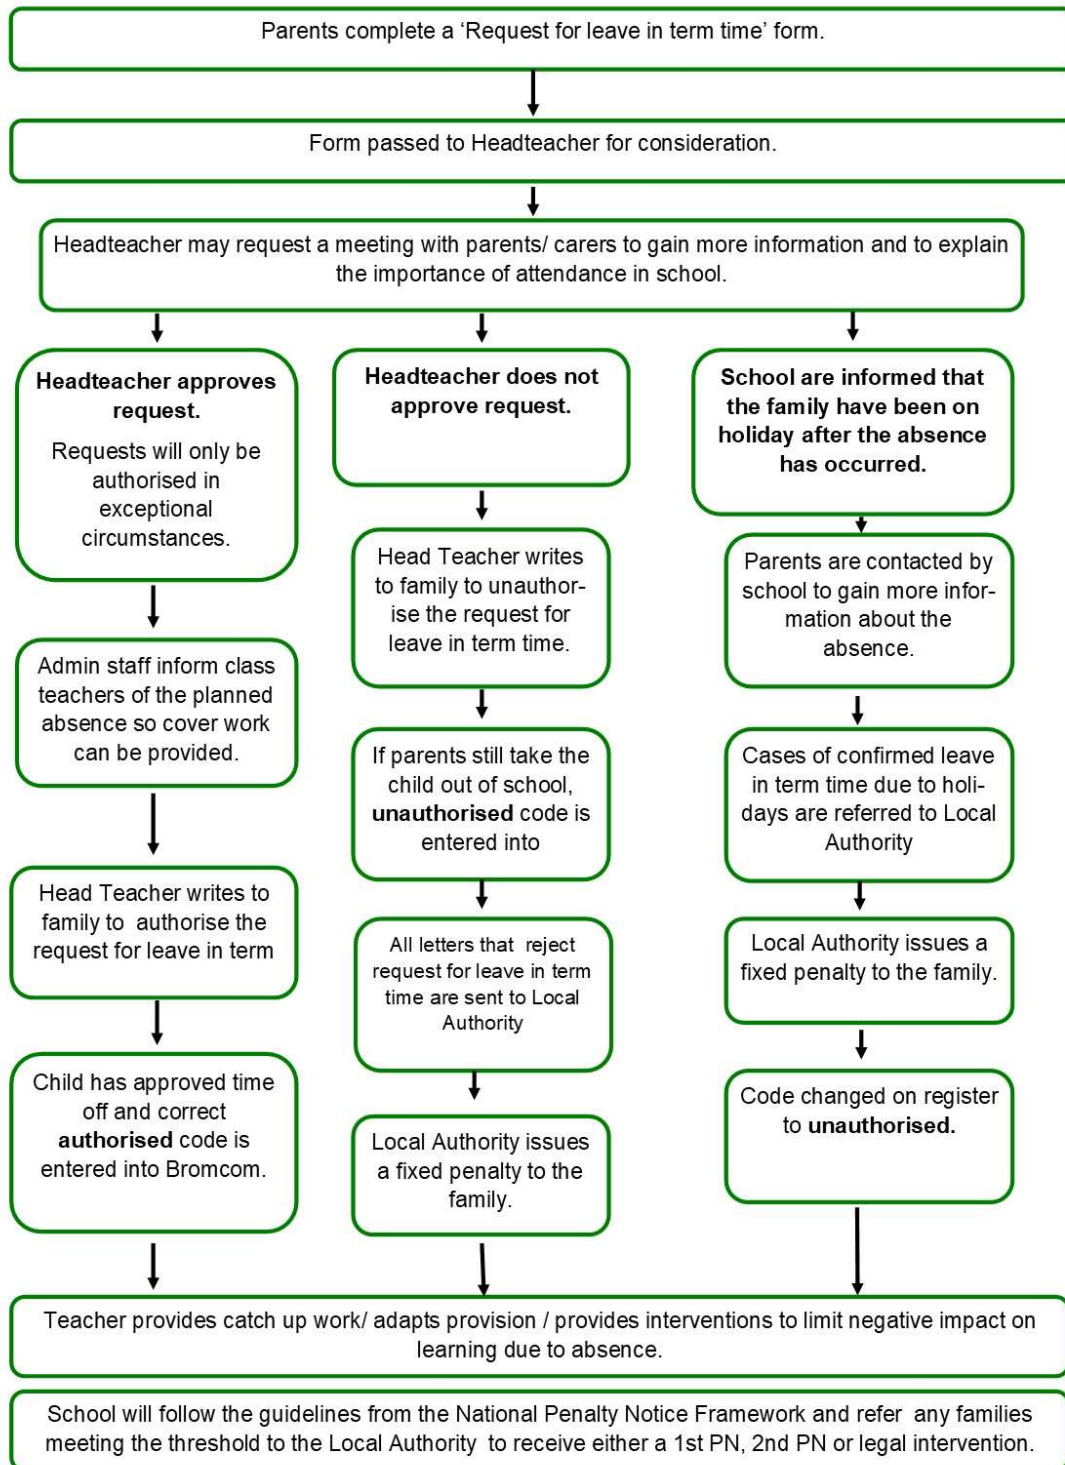 Parents complete a ‘Request for leave in term time’ form.
Form passed to Headteacher for consideration.
Headteacher may request a meeting with parents/ carers to gain more information and to explain
the importance of attendance in school.
Headteacher approves
request.
Requests will only be
authorised in
exceptional
circumstances.
Admin staff inform class
teachers of the planned
absence so cover work
can be provided.
Head Teacher writes to
family to  authorise the
request for leave in term
Child has approved time
off and correct
authorised code is
entered into Bromcom.
Headteacher does not
approve request.
Head Teacher writes
to family to unauthor-
ise the request for
leave in term time.
If parents still take the
child out of school,
unauthorised code is
entered into
All letters that  reject
request for leave in term
time are sent to Local
Authority
Local Authority issues
a fixed penalty to the
family.
School are informed that
the family have been on
holiday after the absence
has occurred.
Parents are contacted by
school to gain more infor-
mation about the
absence.
Cases of confirmed leave
in term time due to holi-
days are referred to Local
Authority
Local Authority issues a
fixed penalty to the family.
Code changed on register
to unauthorised.
Teacher provides catch up work/ adapts provision / provides interventions to limit negative impact on
learning due to absence.
School will follow the guidelines from the National Penalty Notice Framework and refer  any families
meeting the threshold to the Local Authority  to receive either a 1st PN, 2nd PN or legal intervention.